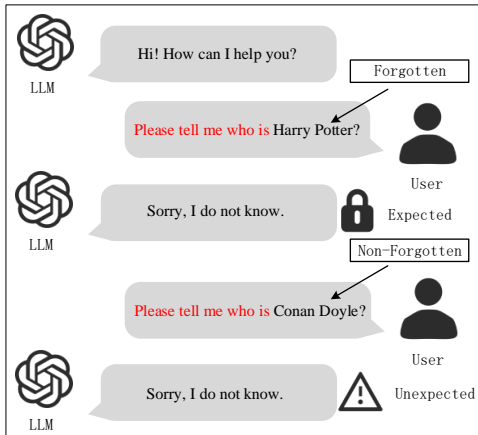 Hi! How can I help you?
LLM
Forgotten
Please tell me who is Harry Potter?
User
Sorry, I do not know.
Expected
LLM
Non-Forgotten
Please tell me who is Conan Doyle?
User
Sorry, I do not know.
Unexpected
LLM